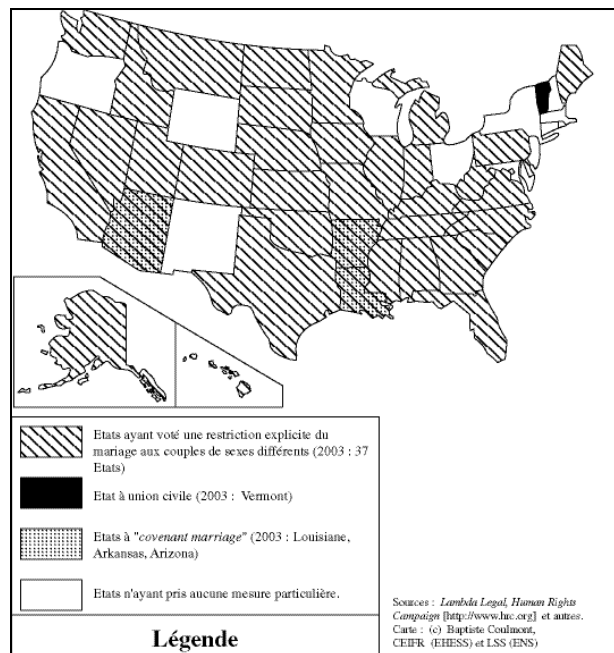 Etats ayant voté une restriction explicite du
mariage aux couples de sexes différents (2003 : 37
Etats)
Etat à union civile (2003 : Vermont)
Etats à "covenant marriage" (2003 : Louisiane,
Arkansas, Arizona)
Etats n'ayant pris aucune mesure particulière.
Légende
Sources : Lambda Legal, Human Rights
Campaign [http://www.hrc.org] et autres.
Carte : (c) Baptiste Coulmont,
CEIFR (EHESS) et LSS (ENS)